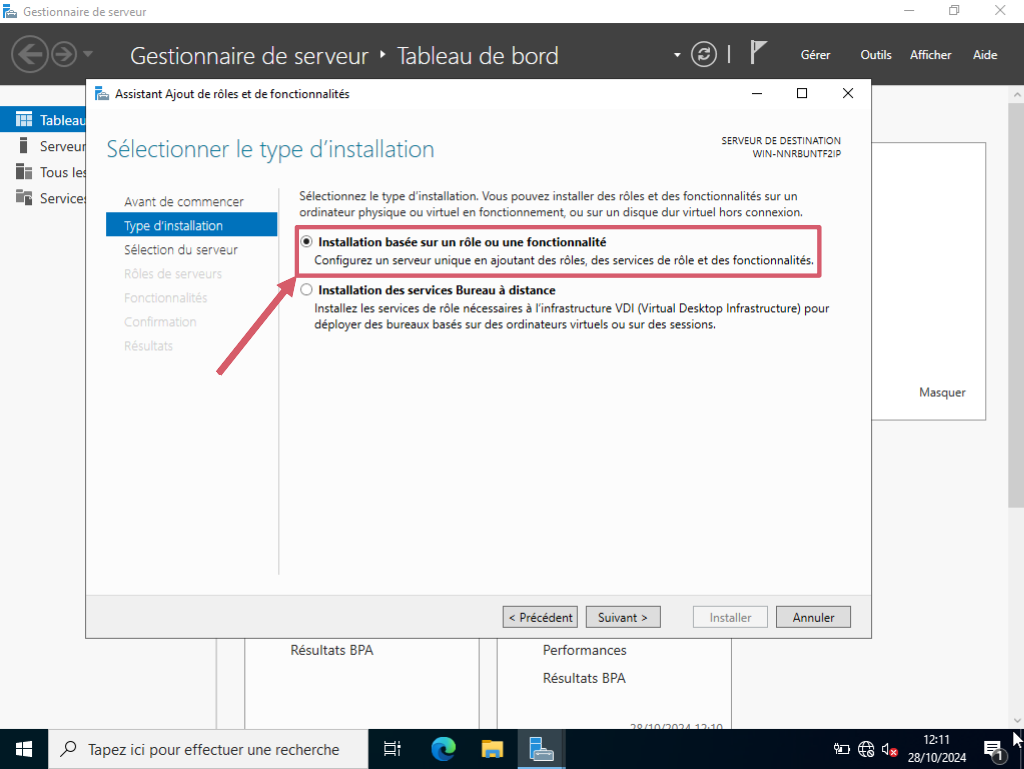 Gestionnaire de serveur
Gestionnaire de serveur ‣ Tableau de bord
Gérer
Outils
Afficher
Aide
Tableau
Serveur
Tous les
Services
Assistant Ajout de rôles et de fonctionnalités
Sélectionner le type d'installation
SERVEUR DE DESTINATION
WIN-NNRBUNTF2IP
Avant de commencer
Type d'installation
Sélection du serveur
Rôles de serveurs
Fonctionnalités
Confirmation
Résultats
Sélectionnez le type d'installation. Vous pouvez installer des rôles et des fonctionnalités sur un
ordinateur physique ou virtuel en fonctionnement, ou sur un disque dur virtuel hors connexion.
Installation basée sur un rôle ou une fonctionnalité
Configurez un serveur unique en ajoutant des rôles, des services de rôle et des fonctionnalités.
Installation des services Bureau à distance
Installez les services de rôle nécessaires à l'infrastructure VDI (Virtual Desktop Infrastructure) pour
déployer des bureaux basés sur des ordinateurs virtuels ou sur des sessions.
Masquer
< Précédent
Suivant >
Installer
Annuler
Résultats BPA
Performances
Résultats BPA
28/10/2024 12:10
Tapez ici pour effectuer une recherche
12:11
28/10/2024
1